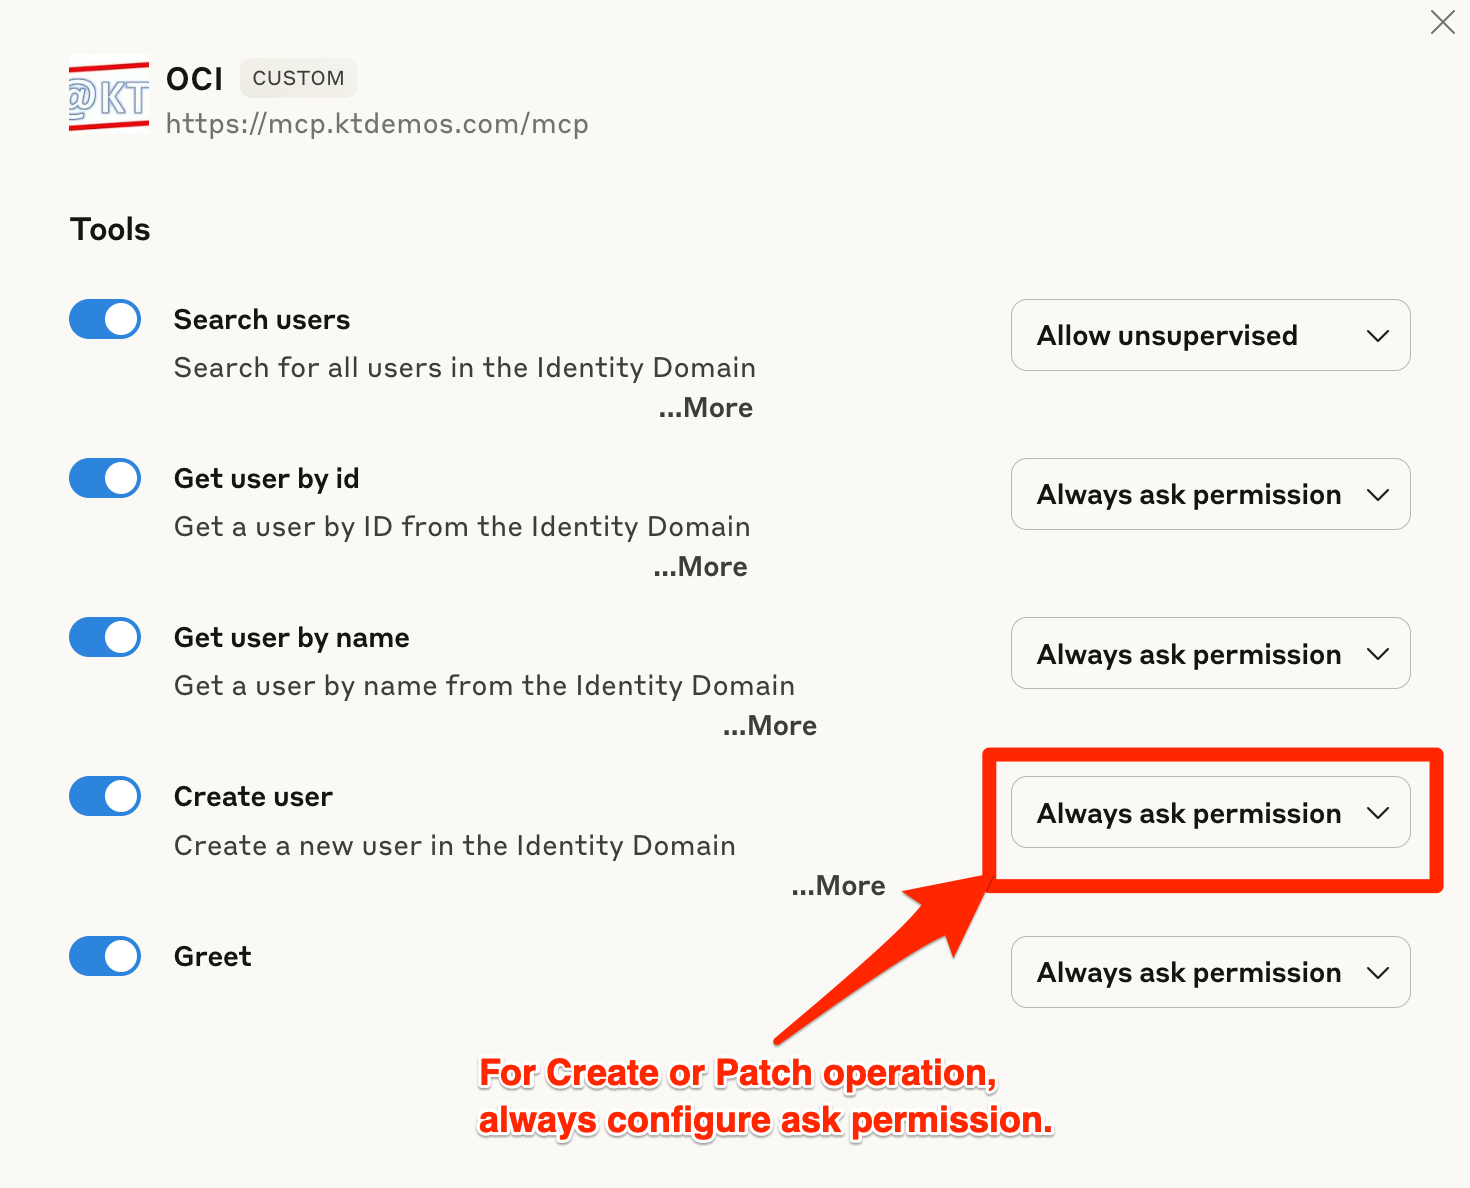 @KT
OCI CUSTOM
https://mcp.ktdemos.com/mcp
Tools
Search users
Allow unsupervised
Search for all users in the Identity Domain
...More
Get user by id
Always ask permission
Get a user by ID from the Identity Domain
...More
Get user by name
Always ask permission
Get a user by name from the Identity Domain
...More
Create user
Always ask permission
Create a new user in the Identity Domain
...More
Greet
Always ask permission
For Create or Patch operation,
always configure ask permission.